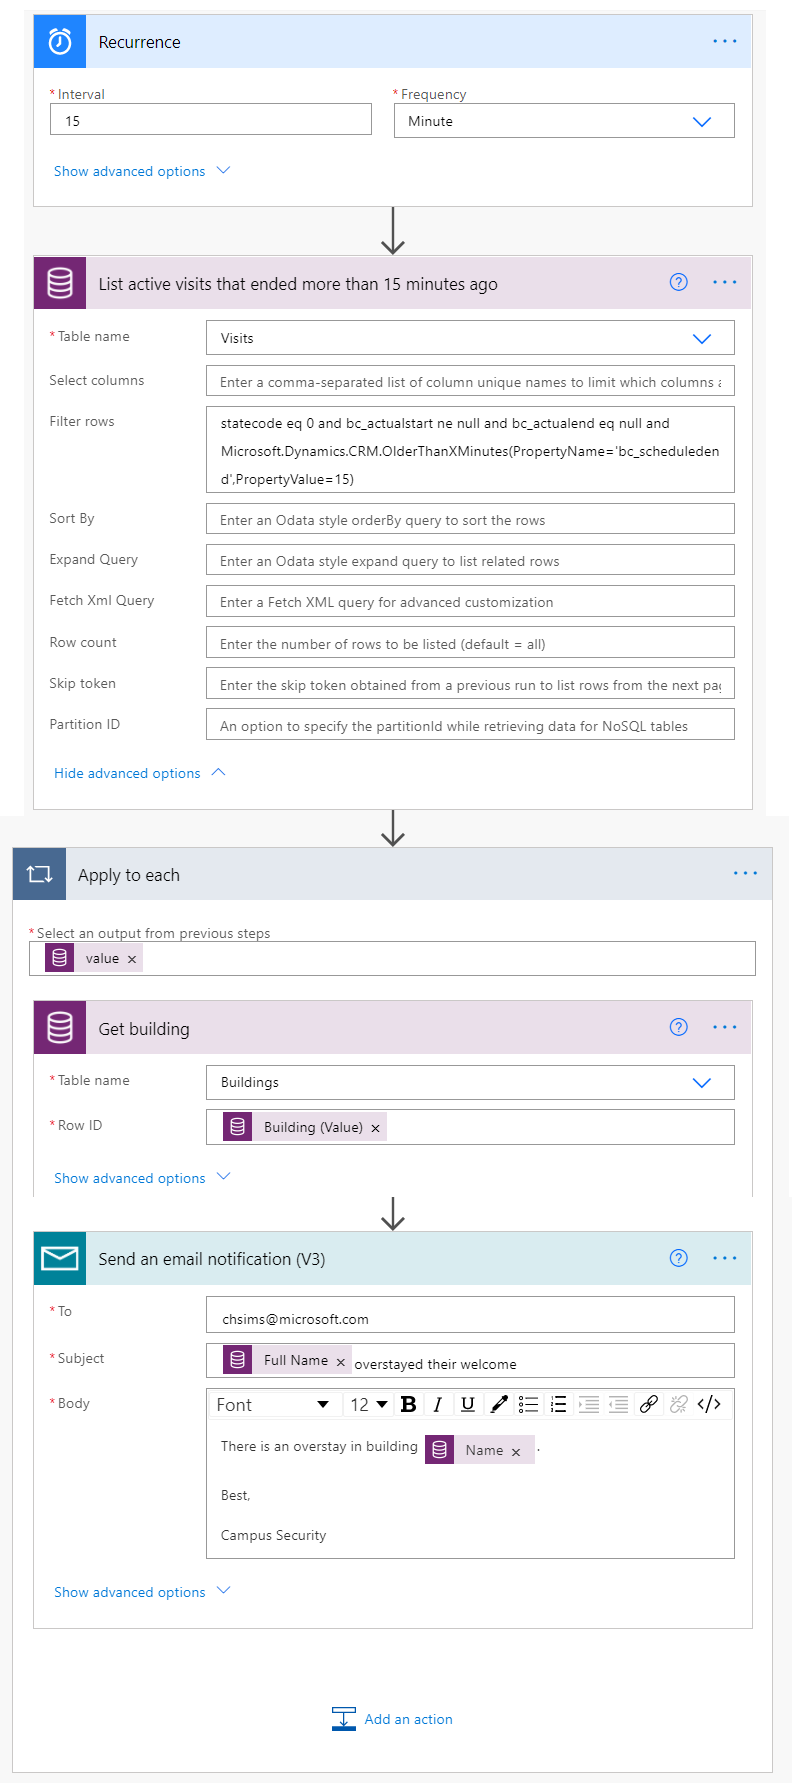 Recurrence
* Interval
* Frequency
15
Minute
Show advanced options
List active visits that ended more than 15 minutes ago
* Table name
Visits
Select columns
Enter a comma-separated list of column unique names to limit which columns a
Filter rows
statecode eq 0 and bc_actualstart ne null and bc_actualend eq null and
Microsoft.Dynamics.CRM.OlderThanXMinutes(PropertyName='bc_scheduleden
d',PropertyValue=15)
Sort By
Enter an Odata style orderBy query to sort the rows
Expand Query
Enter an Odata style expand query to list related rows
Fetch Xml Query
Enter a Fetch XML query for advanced customization
Row count
Enter the number of rows to be listed (default = all)
Skip token
Enter the skip token obtained from a previous run to list rows from the next pag
Partition ID
An option to specify the partitionId while retrieving data for NoSQL tables
Hide advanced options
Apply to each
* Select an output from previous steps
value ×
Get building
* Table name
Buildings
* Row ID
Building (Value) ×
Show advanced options
Send an email notification (V3)
* To
chsims@microsoft.com
* Subject
Full Name × overstayed their welcome
* Body
Font 12 B I U </>
There is an overstay in building Name × .
Best,
Campus Security
Show advanced options
Add an action